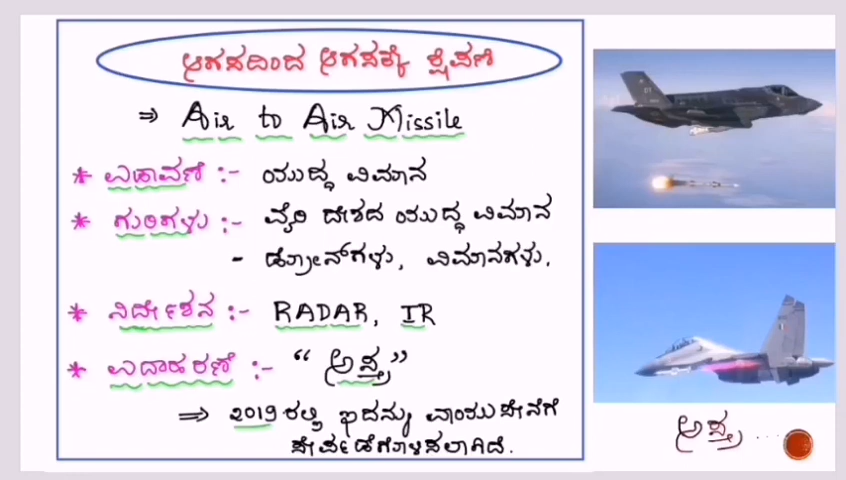 ಆಗಸದಿಂದ ಆಗಸಕ್ಕೆ ಕ್ಷಿಪಣಿ
⇒ Air to Air Missile
* ಉಡಾವಣೆ :- ಯುದ್ಧ ವಿಮಾನ
* ಗುರಿಗಳು :- ವೈರಿ ದೇಶದ ಯುದ್ಧ ವಿಮಾನ
- ಡ್ರೋನ್‌ಗಳು, ವಿಮಾನಗಳು.
* ನಿರ್ದೇಶನ :- RADAR, IR
* ಉದಾಹರಣೆ :- "ಅಸ್ತ್ರ"
⇒ 2019 ರಲ್ಲಿ ಇದನ್ನು ವಾಯುಸೇನೆಗೆ
ಸೇರ್ಪಡೆಗೊಳಿಸಲಾಗಿದೆ.
ಅಸ್ತ್ರ ....